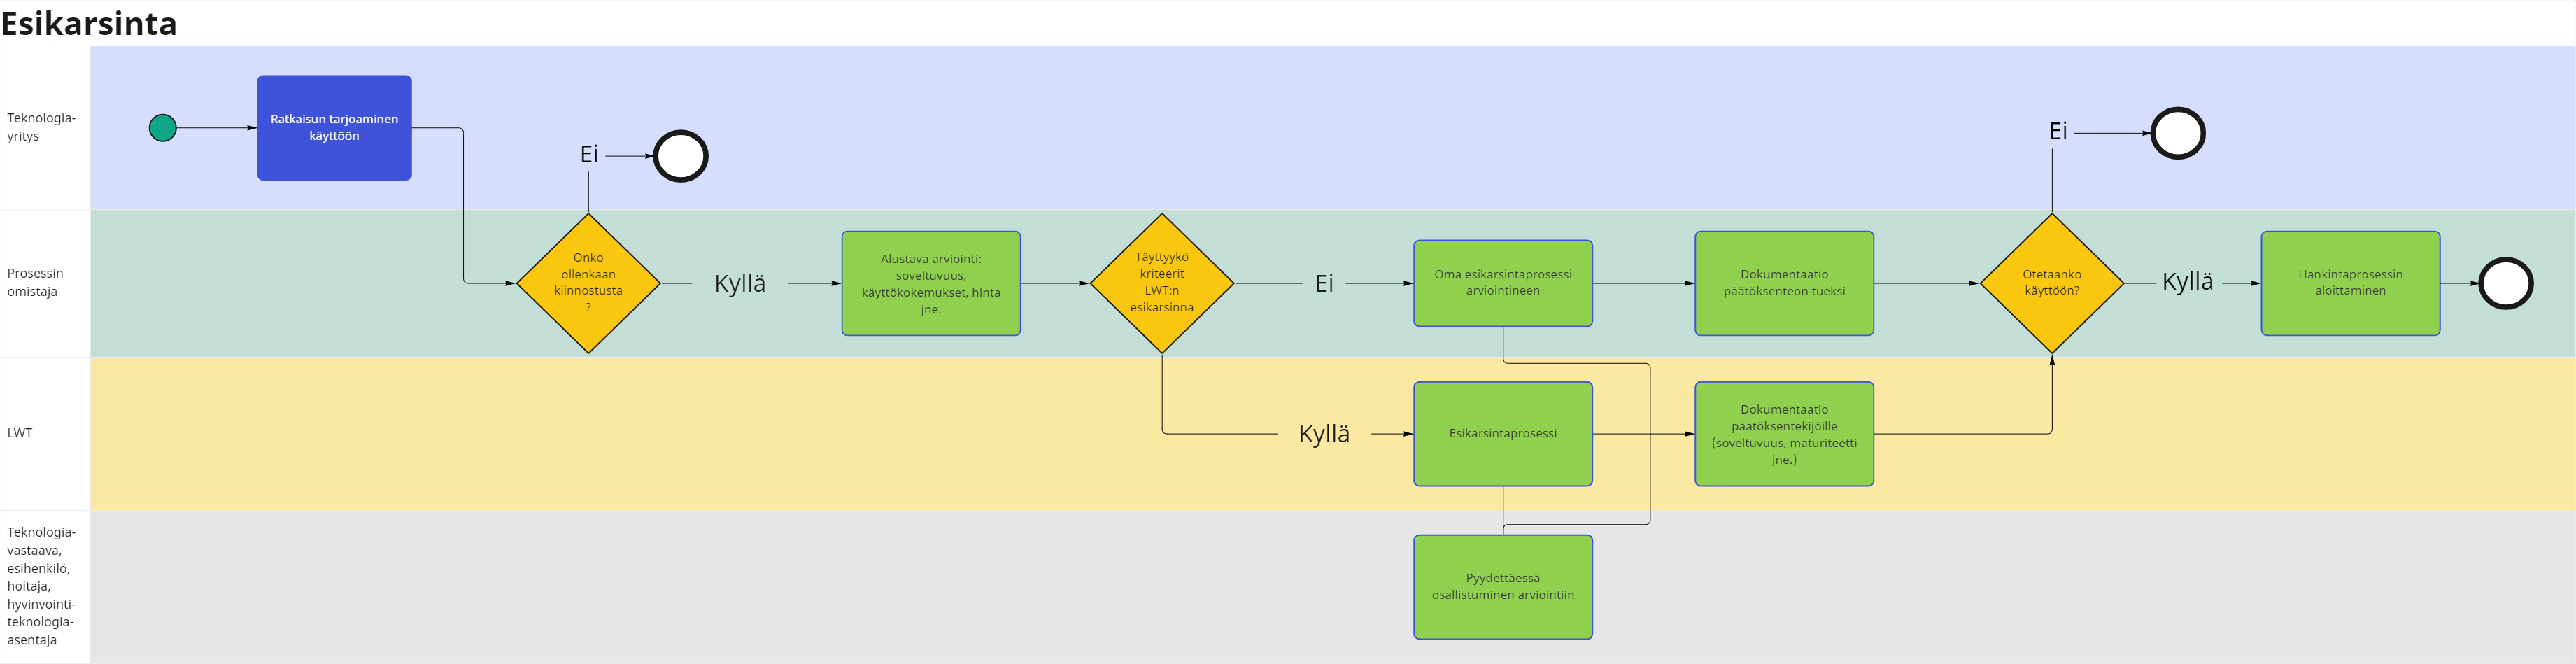 Esikarsinta
Teknologia-
yritys
Ratkaisun tarjoaminen
käyttöön
Ei
Ei
Prosessin
omistaja
Onko
ollenkaan
kiinnostusta
?
Kyllä
Alustava arviointi:
soveltuvuus,
käyttökokemukset, hinta
jne.
Täyttyykö
kriteerit
LWT:n
esikarsinna
Ei
Oma esikarsintaprosessi
arviointineen
Dokumentaatio
päätöksenteon tueksi
Otetaanko
käyttöön?
Kyllä
Hankintaprosessin
aloittaminen
LWT
Kyllä
Esikarsintaprosessi
Dokumentaatio
päätöksentekijöille
(soveltuvuus, maturiteetti
jne.)
Teknologia-
vastaava,
esihenkilö,
hoitaja,
hyvinvointi-
teknologia-
asentaja
Pyydettäessä
osallistuminen arviointiin